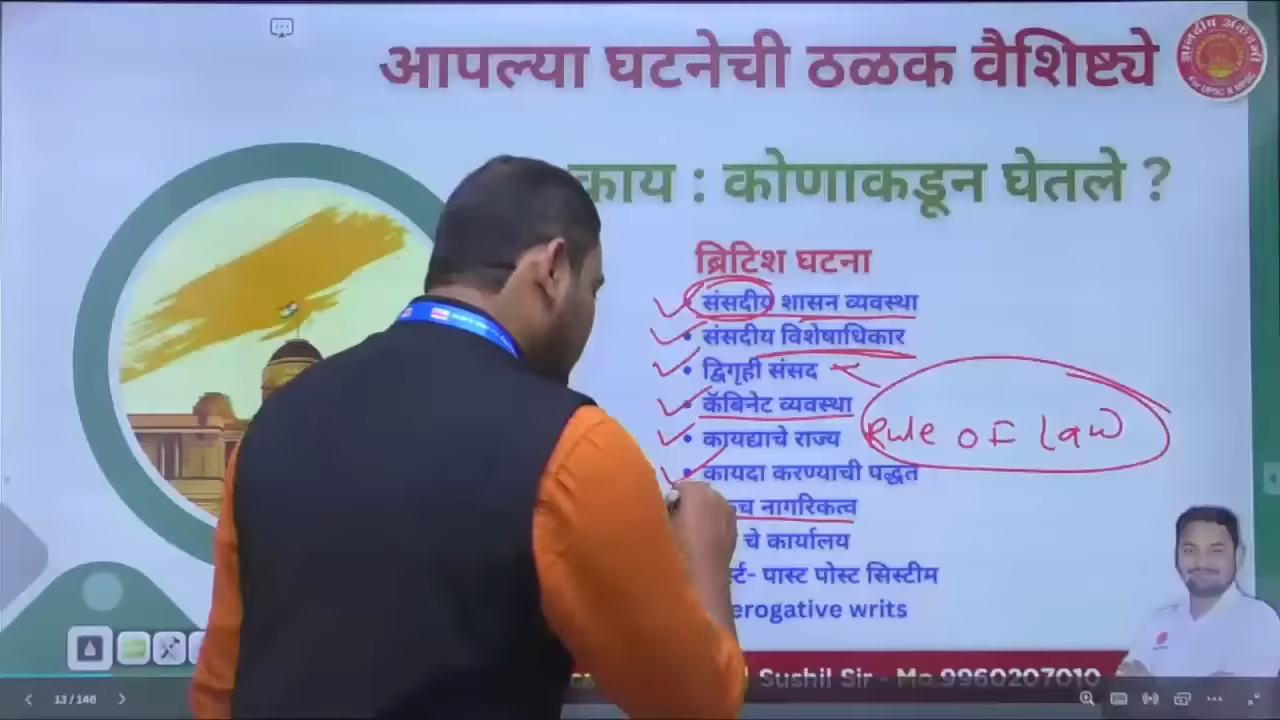 आपल्या घटनेची ठळक वैशिष्ट्ये
काय : कोणाकडून घेतले ?
ब्रिटिश घटना
संसदीय शासन व्यवस्था
संसदीय विशेषाधिकार
द्विगृही संसद
कॅबिनेट व्यवस्था
कायद्याचे राज्य
Rule of law
कायदा करण्याची पद्धत
नागरिकत्व
चे कार्यालय
पास्ट पोस्ट सिस्टीम
writs
Sushil Sir - Mo.9960207010
13 / 146